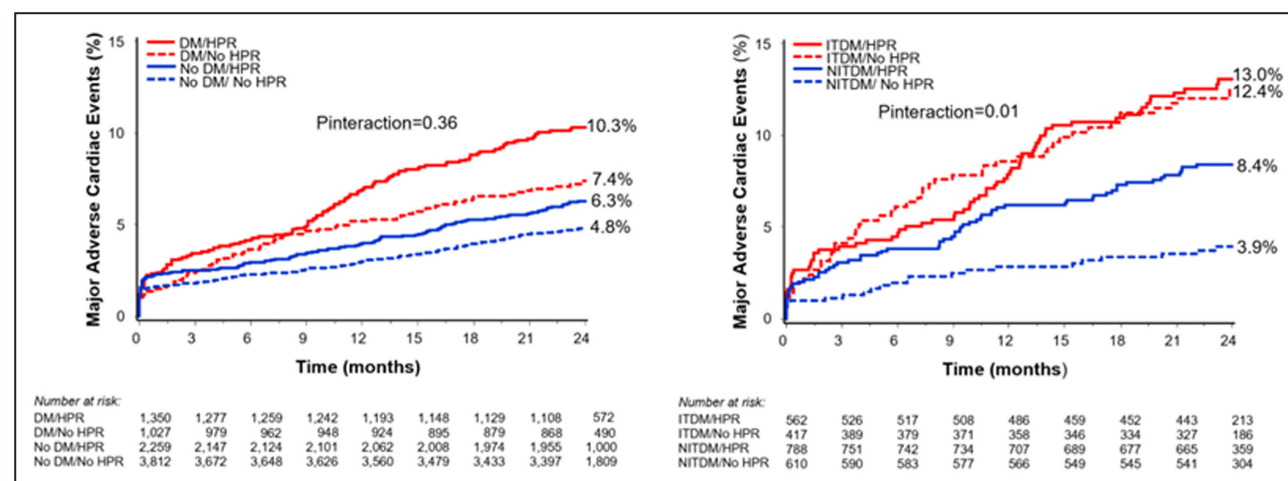 Major Adverse Cardiac Events (%)
15
10
5
0
DM/HPR
DM/No HPR
No DM/HPR
No DM/ No HPR
Pinteraction=0.36
10.3%
7.4%
6.3%
4.8%
0 3 6 9 12 15 18 21 24
Time (months)
Number at risk:
DM/HPR 1,350 1,277 1,259 1,242 1,193 1,148 1,129 1,108 572
DM/No HPR 1,027 979 962 948 924 895 879 868 490
No DM/HPR 2,259 2,147 2,124 2,101 2,062 2,008 1,974 1,955 1,000
No DM/No HPR 3,812 3,672 3,648 3,626 3,560 3,479 3,433 3,397 1,809
Major Adverse Cardiac Events (%)
15
10
5
0
ITDM/HPR
ITDM/No HPR
NITDM/HPR
NITDM/ No HPR
Pinteraction=0.01
13.0%
12.4%
8.4%
3.9%
0 3 6 9 12 15 18 21 24
Time (months)
Number at risk:
ITDM/HPR 562 526 517 508 486 459 452 443 213
ITDM/No HPR 417 389 379 371 358 346 334 327 186
NITDM/HPR 788 751 742 734 707 689 677 665 359
NITDM/No HPR 610 590 583 577 566 549 545 541 304